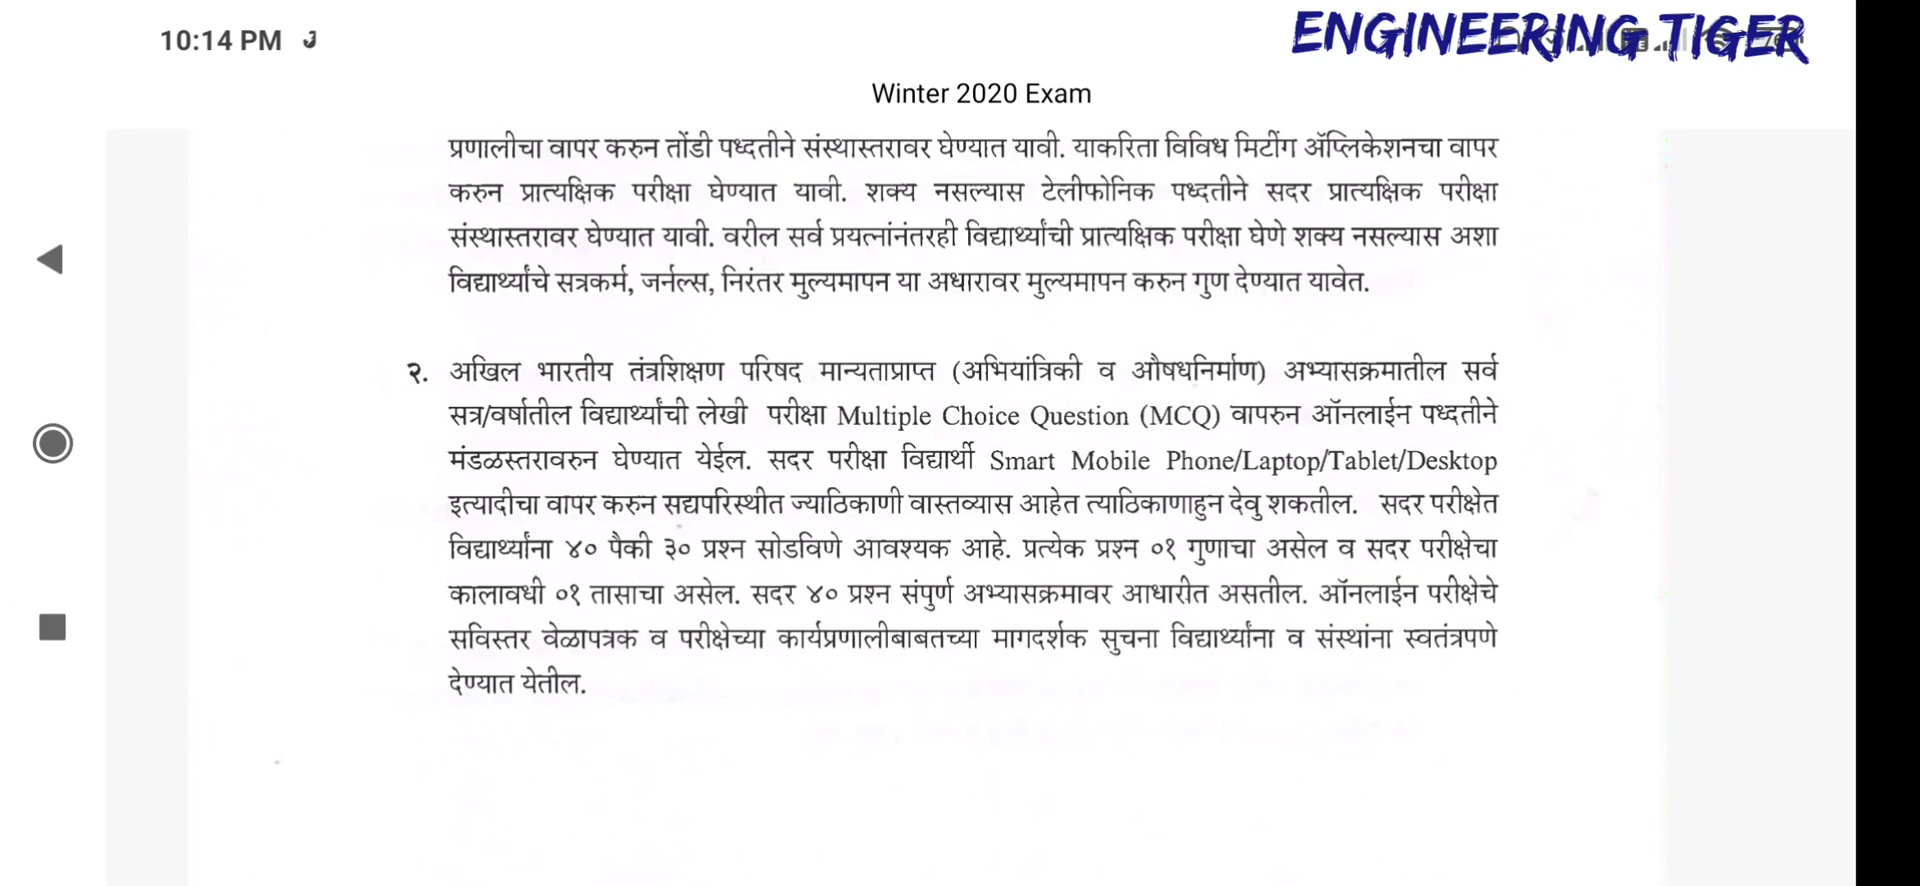 10:14 PM
ENGINEERING TIGER
Winter 2020 Exam
प्रणालीचा वापर करुन तोंडी पध्दतीने संस्थास्तरावर घेण्यात यावी. याकरिता विविध मिटींग ॲप्लिकेशनचा वापर
करुन प्रात्यक्षिक परीक्षा घेण्यात यावी. शक्य नसल्यास टेलीफोनिक पध्दतीने सदर प्रात्यक्षिक परीक्षा
संस्थास्तरावर घेण्यात यावी. वरील सर्व प्रयत्नांनंतरही विद्यार्थ्यांची प्रात्यक्षिक परीक्षा घेणे शक्य नसल्यास अशा
विद्यार्थ्यांचे सत्रकर्म, जर्नल्स, निरंतर मुल्यमापन या अधारावर मुल्यमापन करुन गुण देण्यात यावेत.
२. अखिल भारतीय तंत्रशिक्षण परिषद मान्यताप्राप्त (अभियांत्रिकी व औषधनिर्माण) अभ्यासक्रमातील सर्व
सत्र/वर्षातील विद्यार्थ्यांची लेखी परीक्षा Multiple Choice Question (MCQ) वापरुन ऑनलाईन पध्दतीने
मंडळस्तरावरुन घेण्यात येईल. सदर परीक्षा विद्यार्थी Smart Mobile Phone/Laptop/Tablet/Desktop
इत्यादीचा वापर करुन सद्यपरिस्थीत ज्याठिकाणी वास्तव्यास आहेत त्याठिकाणाहुन देवु शकतील. सदर परीक्षेत
विद्यार्थ्यांना ४० पैकी ३० प्रश्न सोडविणे आवश्यक आहे. प्रत्येक प्रश्न ०१ गुणाचा असेल व सदर परीक्षेचा
कालावधी ०१ तासाचा असेल. सदर ४० प्रश्न संपुर्ण अभ्यासक्रमावर आधारीत असतील. ऑनलाईन परीक्षेचे
सविस्तर वेळापत्रक व परीक्षेच्या कार्यप्रणालीबाबतच्या मागदर्शक सुचना विद्यार्थ्यांना व संस्थांना स्वतंत्रपणे
देण्यात येतील.